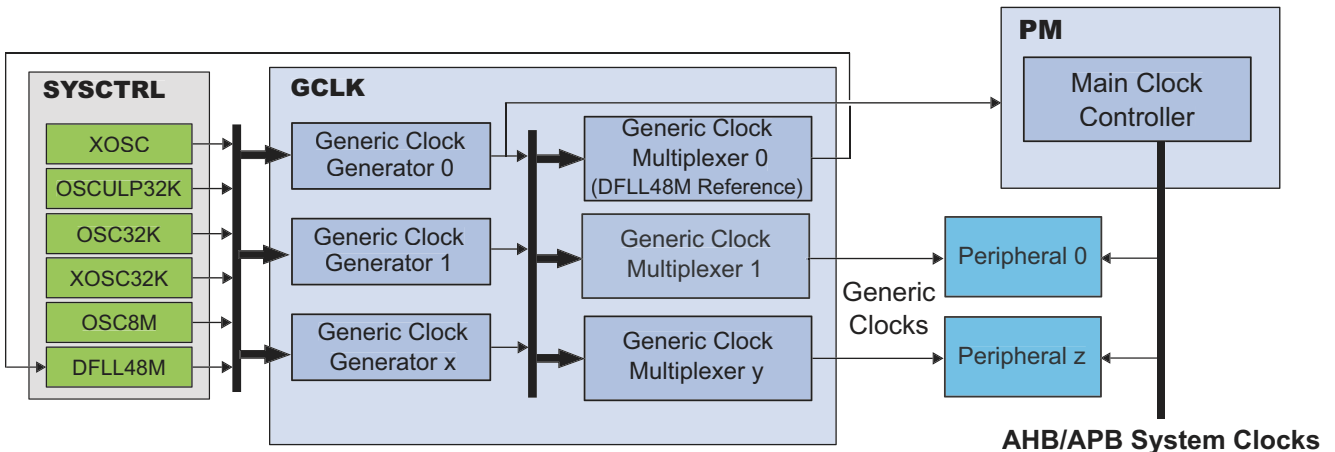 SYSCTRL
XOSC
OSCULP32K
OSC32K
XOSC32K
OSC8M
DFLL48M
GCLK
Generic Clock
Generator 0
Generic Clock
Generator 1
Generic Clock
Generator x
Generic Clock
Multiplexer 0
(DFLL48M Reference)
Generic Clock
Multiplexer 1
Generic Clock
Multiplexer y
Generic
Clocks
PM
Main Clock
Controller
Peripheral 0
Peripheral z
AHB/APB System Clocks